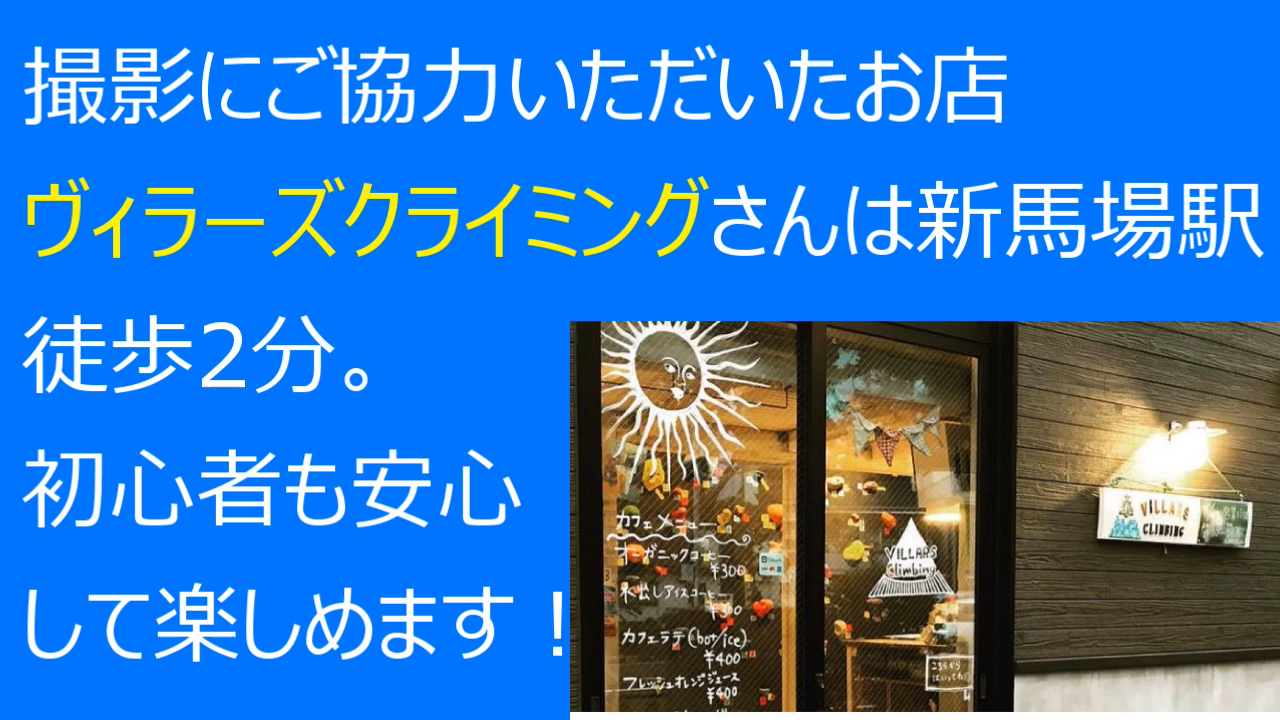 撮影にご協力いただいたお店
ヴィラーズクライミングさんは新馬場駅
徒歩2分。
初心者も安心
して楽しめます！
カフェメニュー
オーガニックコーヒー
¥300
水出しアイスコーヒー
¥300
カフェラテ(hot/ice)
¥400
フレッシュオレンジジュース
¥400
VILLARS
Climbing
こちらから
VILLARS
CLIMBING